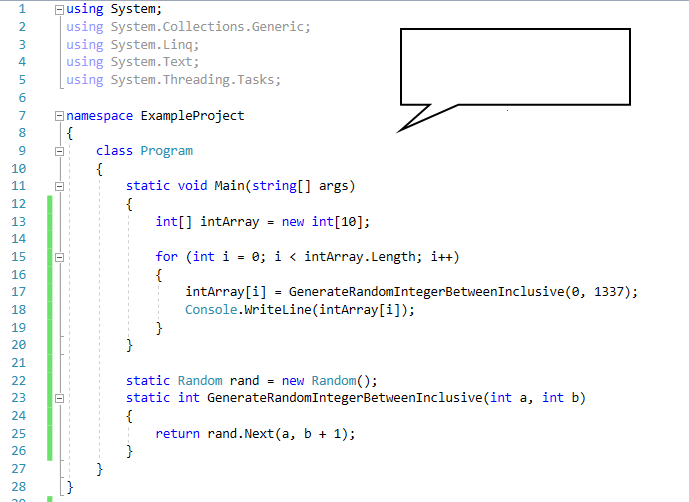 1 using System;
2 using System.Collections.Generic;
3 using System.Linq;
4 using System.Text;
5 using System.Threading.Tasks;
6
7 namespace ExampleProject
8 {
9 class Program
10 {
11 static void Main(string[] args)
12 {
13 int[] intArray = new int[10];
14
15 for (int i = 0; i < intArray.Length; i++)
16 {
17 intArray[i] = GenerateRandomIntegerBetweenInclusive(0, 1337);
18 Console.WriteLine(intArray[i]);
19 }
20 }
21
22 static Random rand = new Random();
23 static int GenerateRandomIntegerBetweenInclusive(int a, int b)
24 {
25 return rand.Next(a, b + 1);
26 }
27 }
28 }